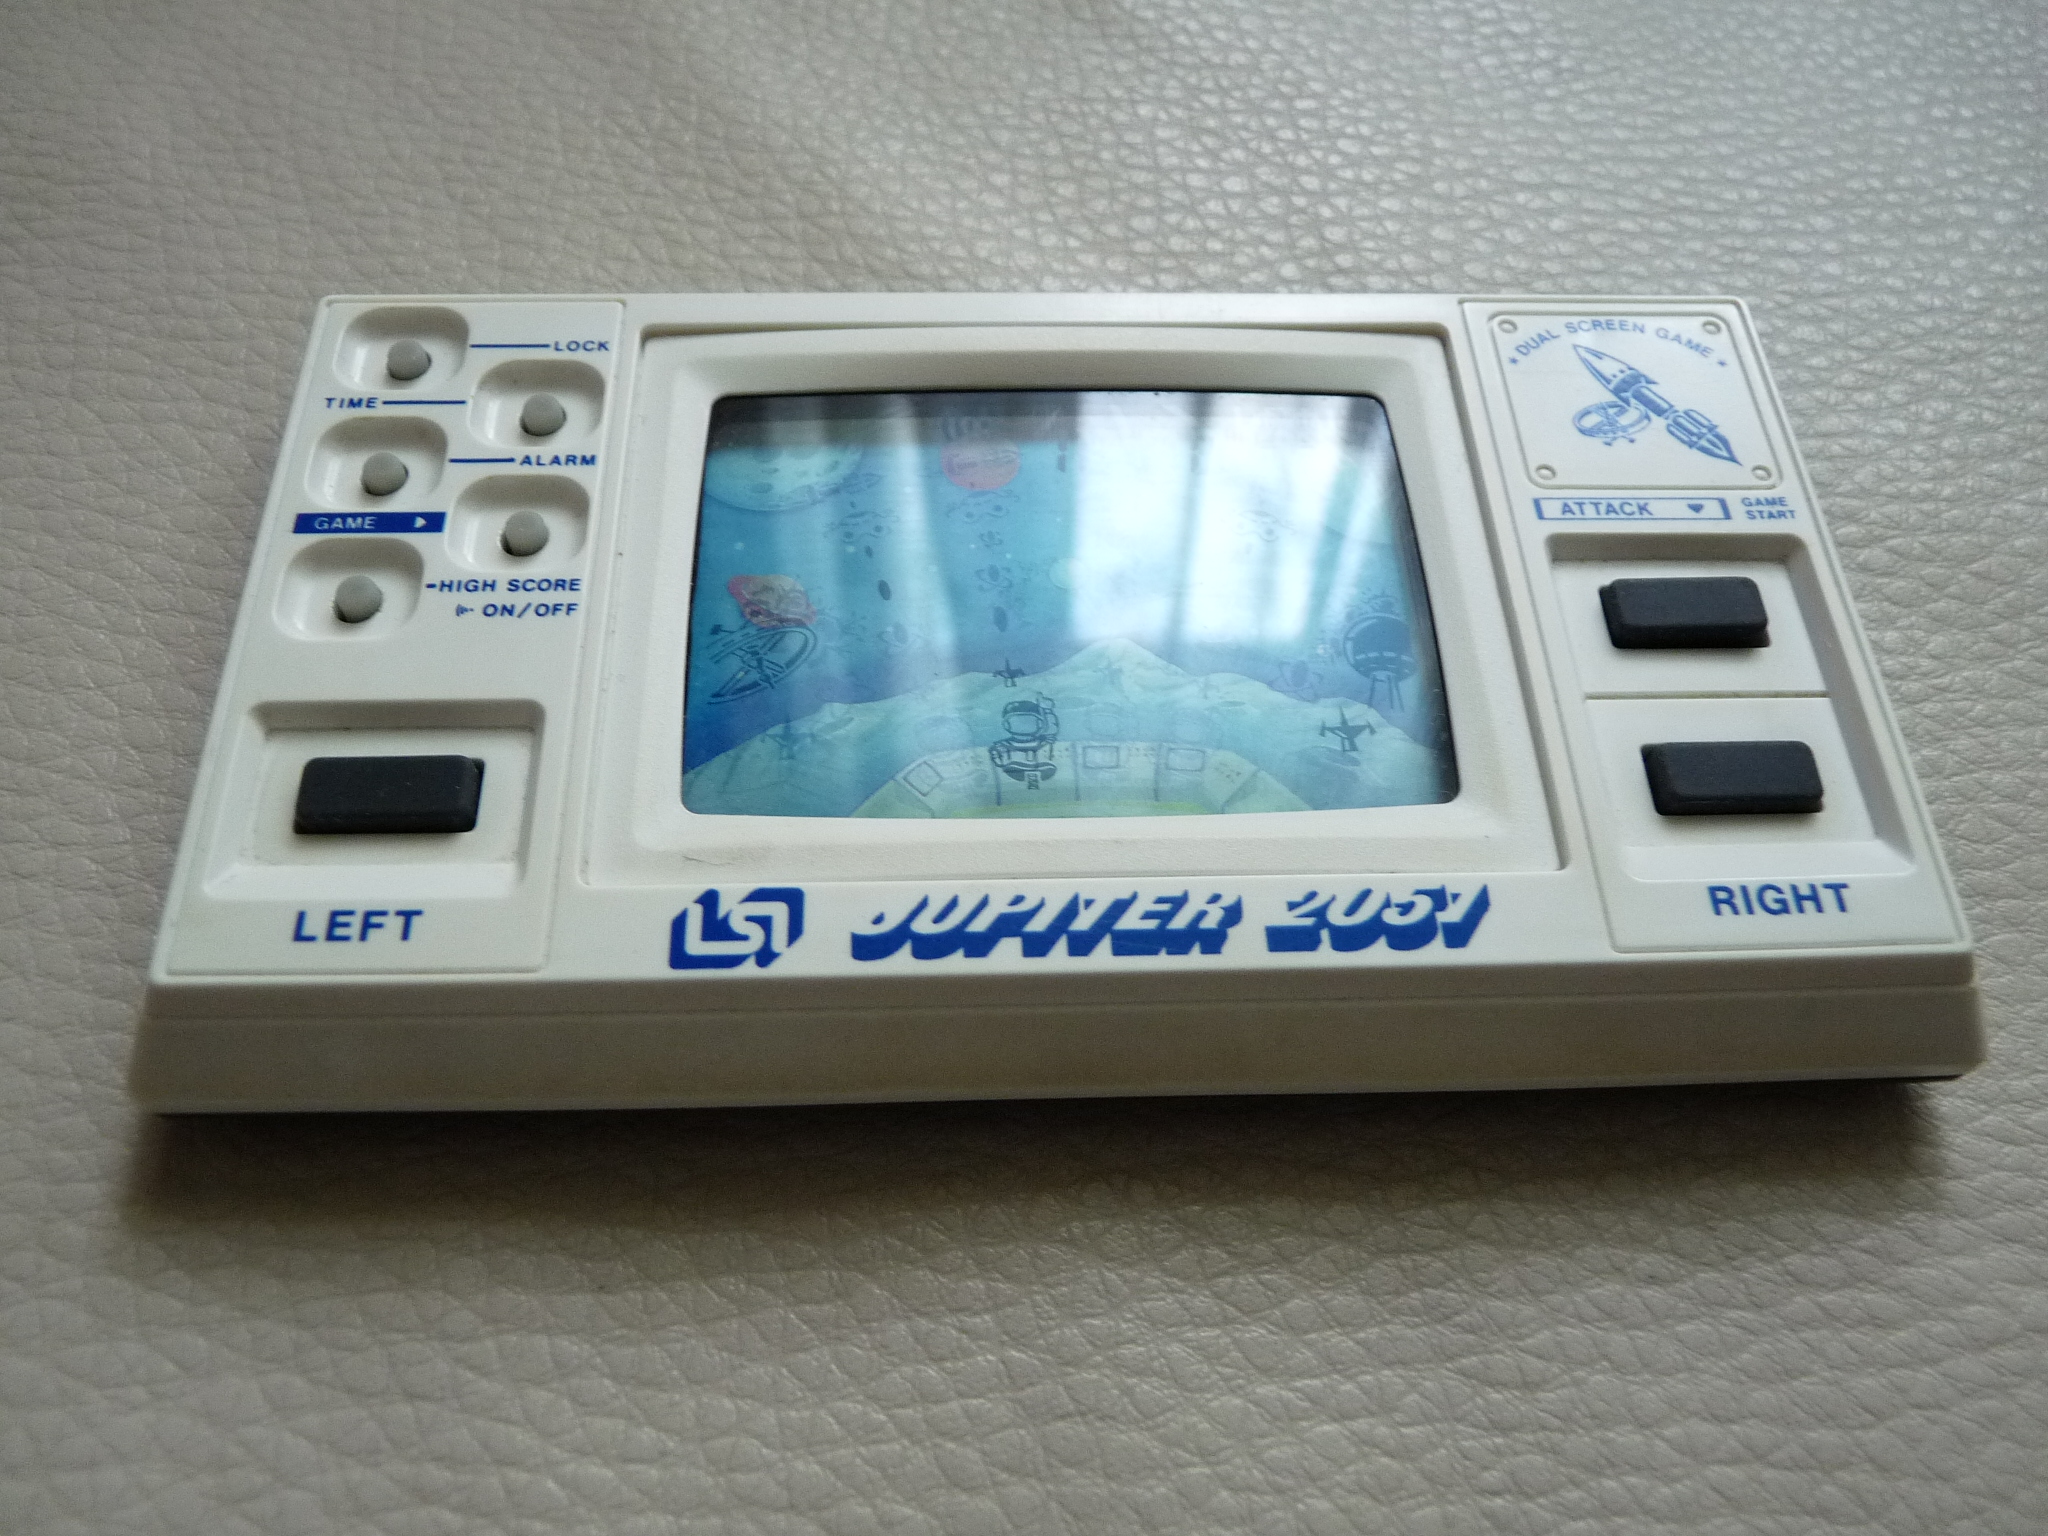 LOCK
TIME
ALARM
GAME
HIGH SCORE
ON/OFF
LEFT
★ DUAL SCREEN GAME ★
ATTACK
GAME
START
RIGHT
LSI JUPITER 2051